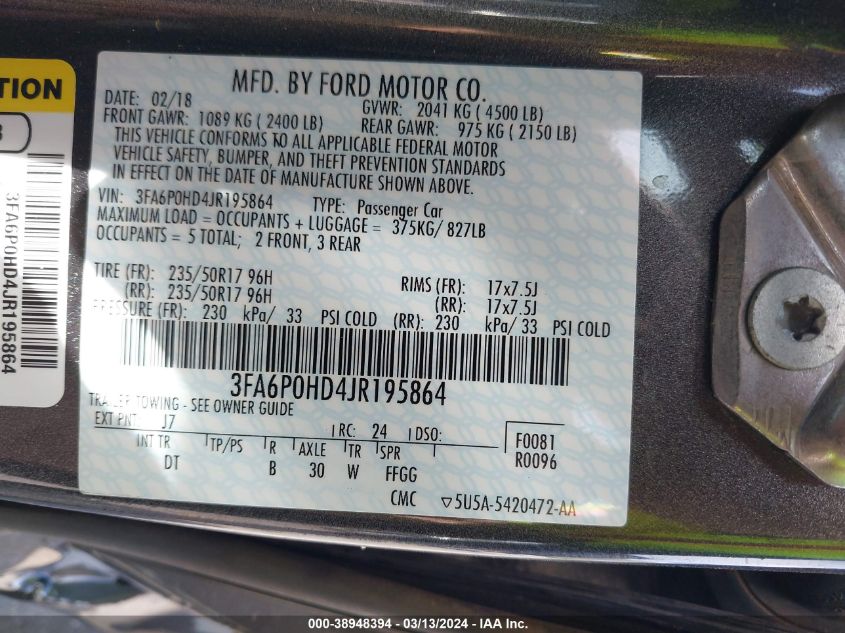 MFD. BY FORD MOTOR CO.
DATE: 02/18 GVWR: 2041 KG ( 4500 LB)
FRONT GAWR: 1089 KG ( 2400 LB) REAR GAWR: 975 KG ( 2150 LB)
THIS VEHICLE CONFORMS TO ALL APPLICABLE FEDERAL MOTOR
VEHICLE SAFETY, BUMPER, AND THEFT PREVENTION STANDARDS
IN EFFECT ON THE DATE OF MANUFACTURE SHOWN ABOVE.
VIN: 3FA6P0HD4JR195864 TYPE: Passenger Car
MAXIMUM LOAD = OCCUPANTS + LUGGAGE = 375KG/ 827LB
OCCUPANTS = 5 TOTAL; 2 FRONT, 3 REAR
TIRE (FR): 235/50R17 96H RIMS (FR): 17x7.5J
(RR): 235/50R17 96H (RR): 17x7.5J
PRESSURE (FR): 230 kPa/ 33 PSI COLD (RR): 230 kPa/ 33 PSI COLD
3FA6P0HD4JR195864
TRAILER TOWING - SEE OWNER GUIDE
EXT PNT: J7 RC: 24 DSO: F0081
R0096
INT TR TP/PS R AXLE TR SPR
DT B 30 W FFGG
CMC ▽5U5A-5420472-AA
3FA6P0HD4JR195864
000-38948394 - 03/13/2024 - IAA Inc.